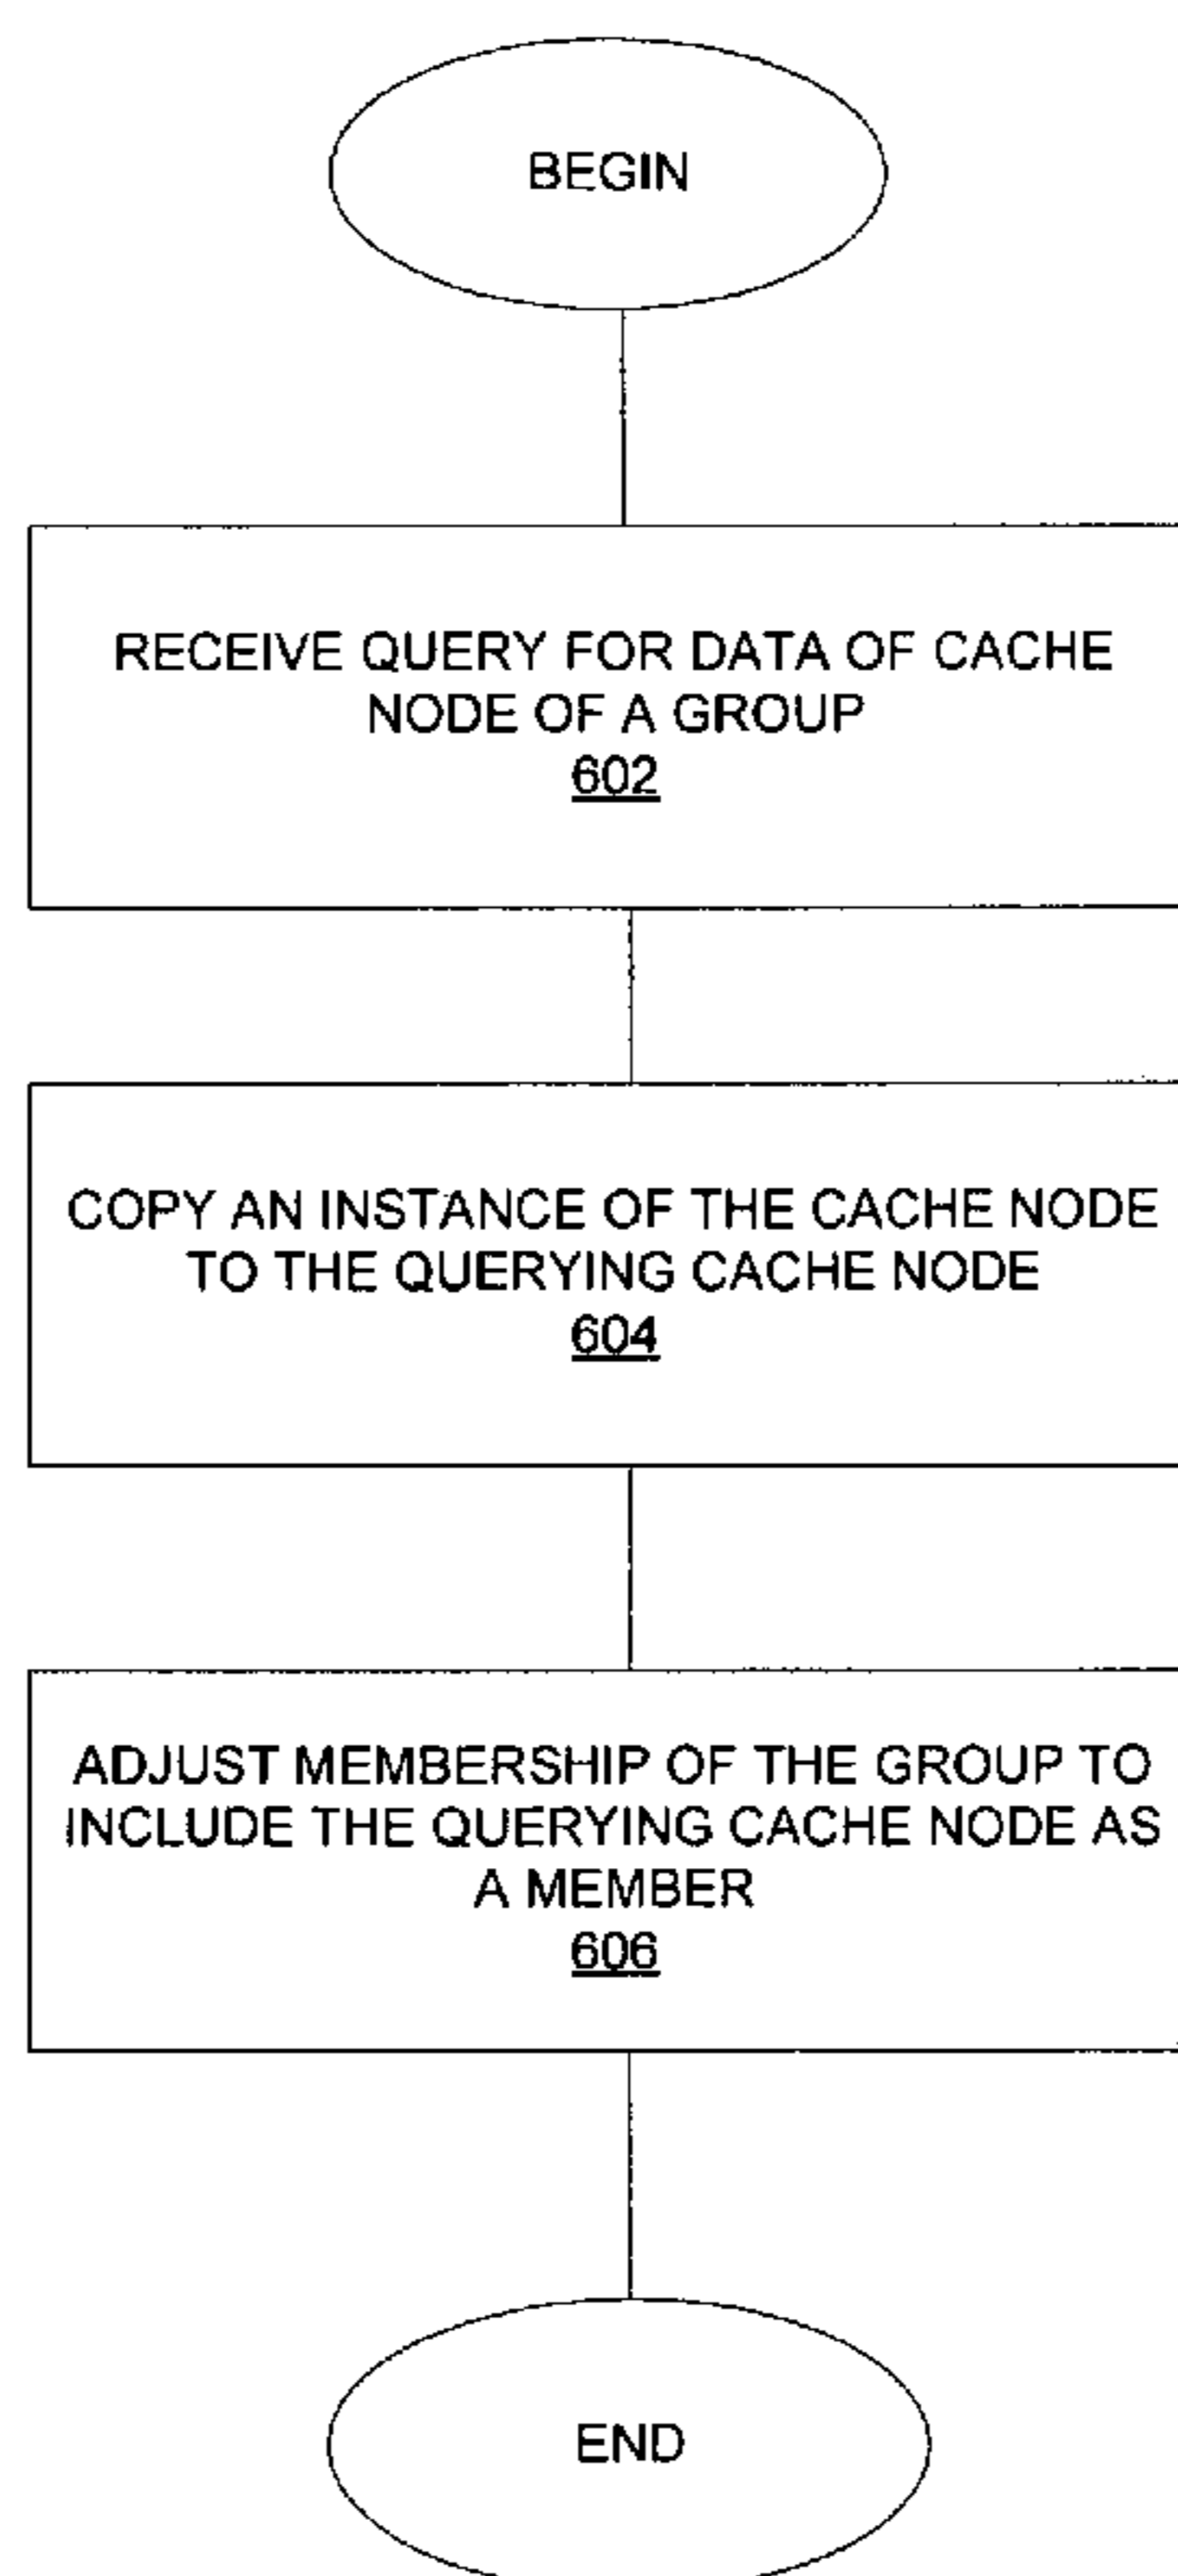 BEGIN
RECEIVE QUERY FOR DATA OF CACHE
NODE OF A GROUP
602
COPY AN INSTANCE OF THE CACHE NODE
TO THE QUERYING CACHE NODE
604
ADJUST MEMBERSHIP OF THE GROUP TO
INCLUDE THE QUERYING CACHE NODE AS
A MEMBER
606
END